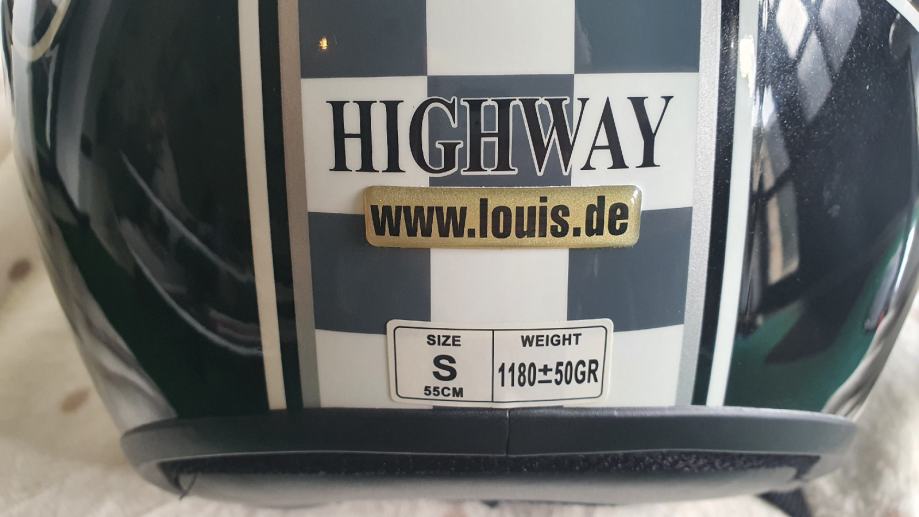 HIGHWAY
www.louis.de
SIZE
S
55CM
WEIGHT
1180±50GR